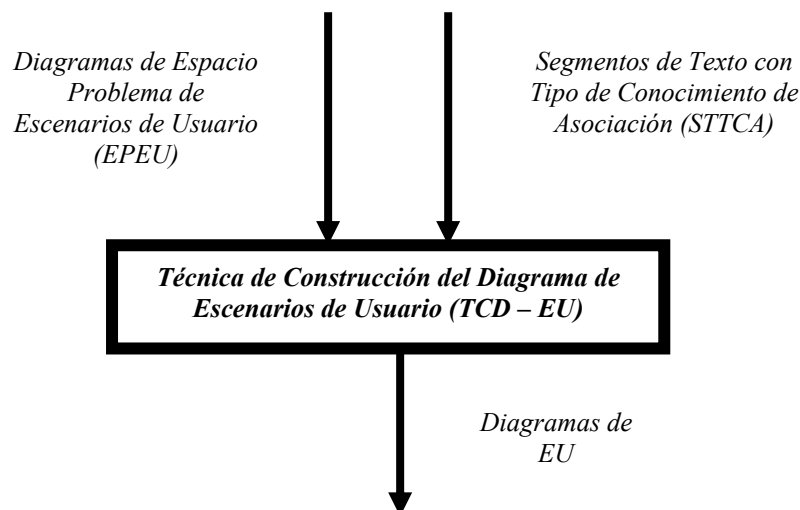 Diagramas de Espacio
Problema de
Escenarios de Usuario
(EPEU)
Segmentos de Texto con
Tipo de Conocimiento de
Asociación (STTCA)
Técnica de Construcción del Diagrama de
Escenarios de Usuario (TCD – EU)
Diagramas de
EU